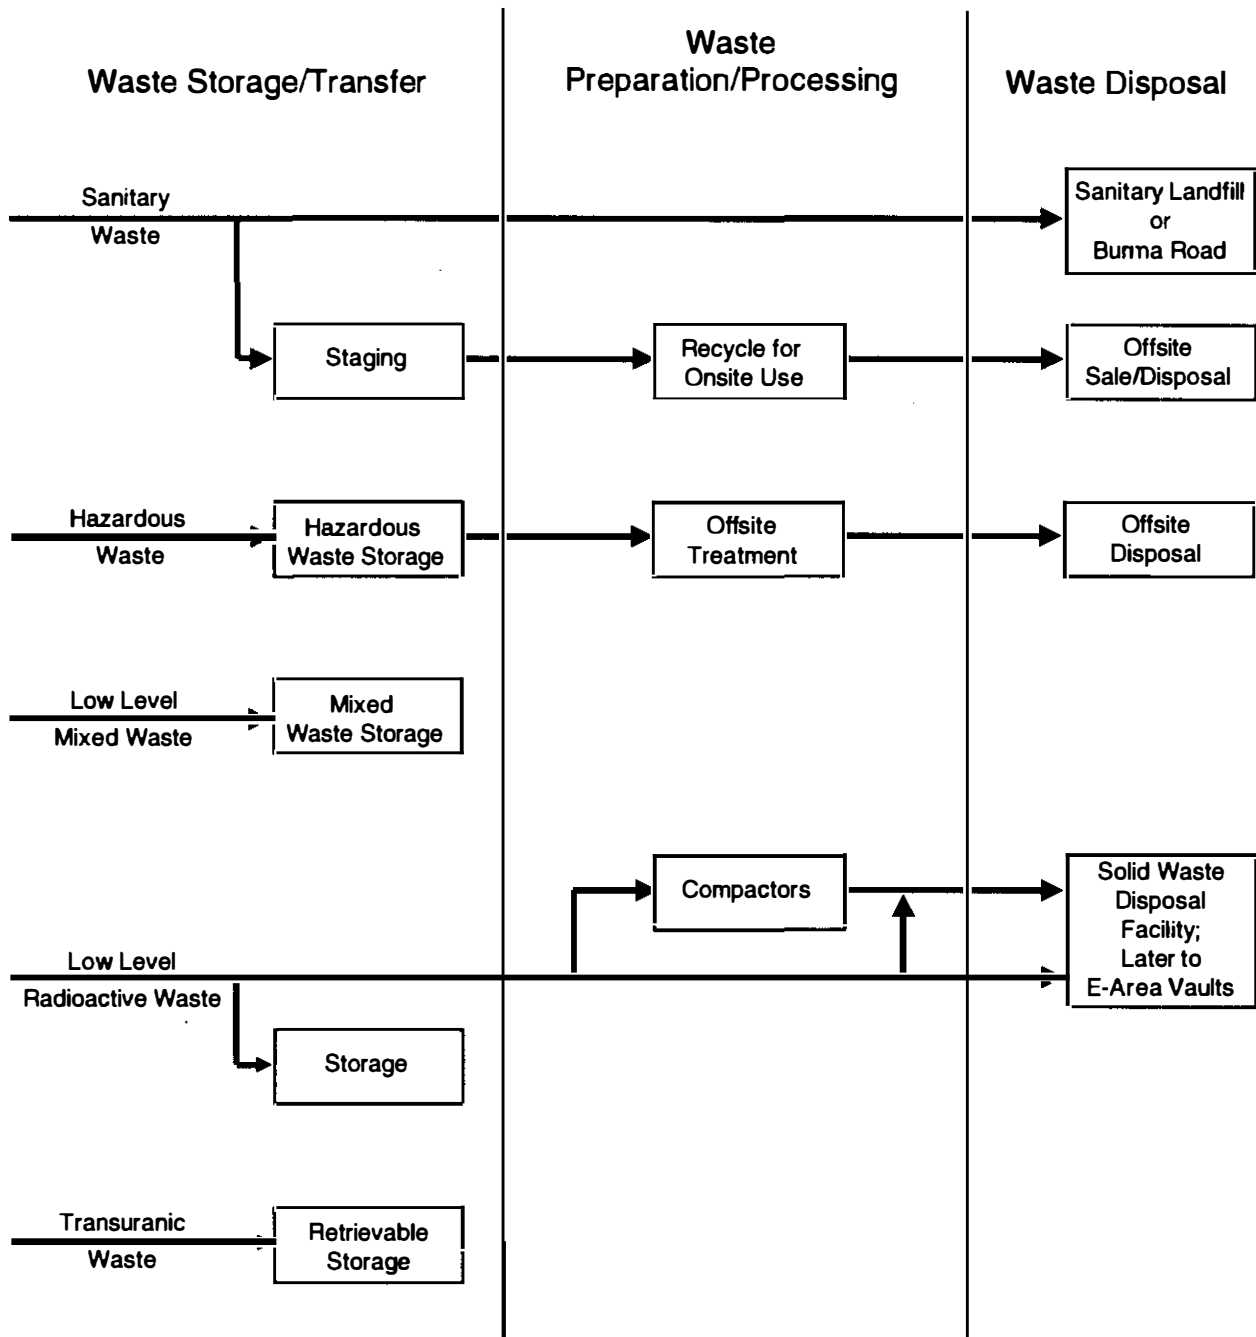 Waste Storage/Transfer
Waste
Preparation/Processing
Waste Disposal
Sanitary
Waste
Sanitary Landfill
or
Burma Road
Staging
Recycle for
Onsite Use
Offsite
Sale/Disposal
Hazardous
Waste
Hazardous
Waste Storage
Offsite
Treatment
Offsite
Disposal
Low Level
Mixed Waste
Mixed
Waste Storage
Compactors
Solid Waste
Disposal
Facility;
Later to
E-Area Vaults
Low Level
Radioactive Waste
Storage
Transuranic
Waste
Retrievable
Storage